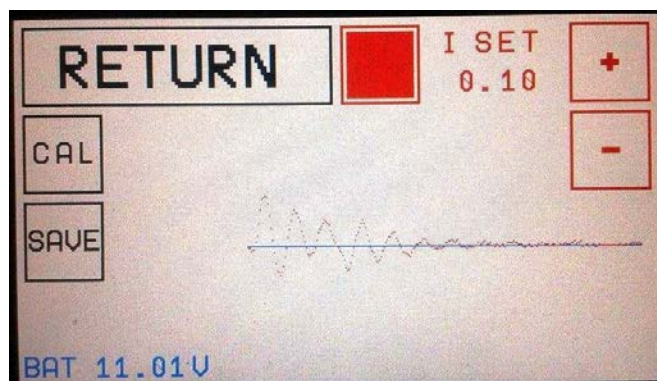 RETURN
I SET
0.10
+
CAL
-
SAVE
BAT 11.01V